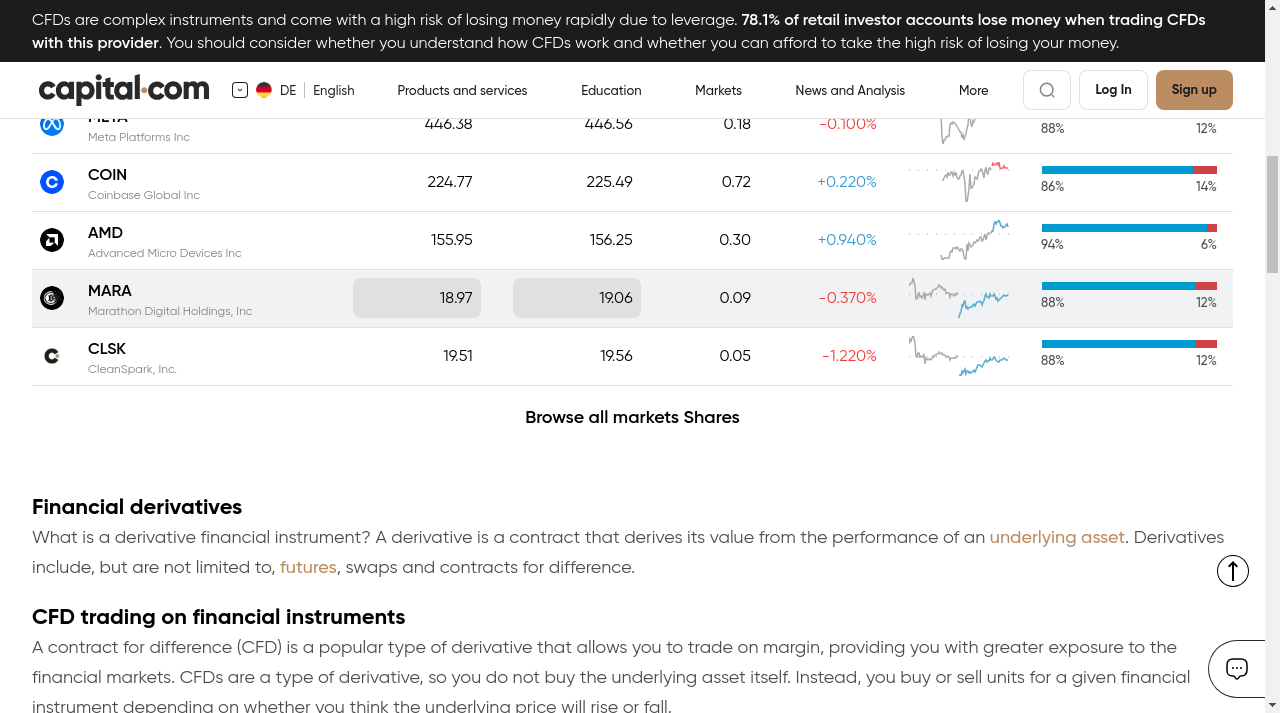 CFDs are complex instruments and come with a high risk of losing money rapidly due to leverage. 78.1% of retail investor accounts lose money when trading CFDs
with this provider. You should consider whether you understand how CFDs work and whether you can afford to take the high risk of losing your money.
capital.com DE English Products and services Education Markets News and Analysis More Log In Sign up
META 446.38 446.56 0.18 -0.100%
Meta Platforms Inc 88% 12%
COIN 224.77 225.49 0.72 +0.220%
Coinbase Global Inc 86% 14%
AMD 155.95 156.25 0.30 +0.940%
Advanced Micro Devices Inc 94% 6%
MARA 18.97 19.06 0.09 -0.370%
Marathon Digital Holdings, Inc 88% 12%
CLSK 19.51 19.56 0.05 -1.220%
CleanSpark, Inc. 88% 12%
Browse all markets Shares
Financial derivatives
What is a derivative financial instrument? A derivative is a contract that derives its value from the performance of an underlying asset. Derivatives
include, but are not limited to, futures, swaps and contracts for difference.
CFD trading on financial instruments
A contract for difference (CFD) is a popular type of derivative that allows you to trade on margin, providing you with greater exposure to the
financial markets. CFDs are a type of derivative, so you do not buy the underlying asset itself. Instead, you buy or sell units for a given financial
instrument depending on whether you think the underlying price will rise or fall.